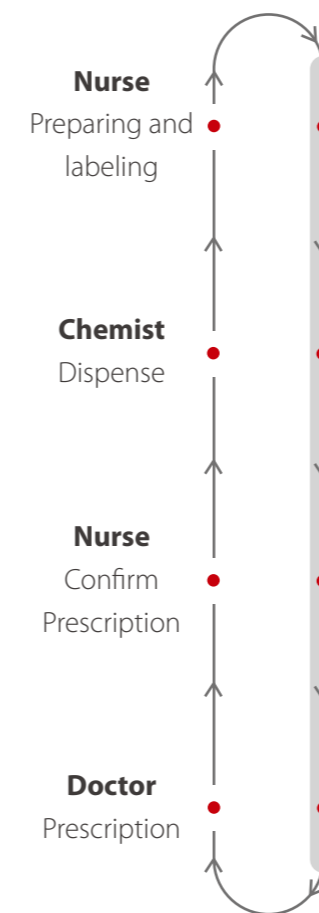 Nurse
Preparing and
labeling
Chemist
Dispense
Nurse
Confirm
Prescription
Doctor
Prescription